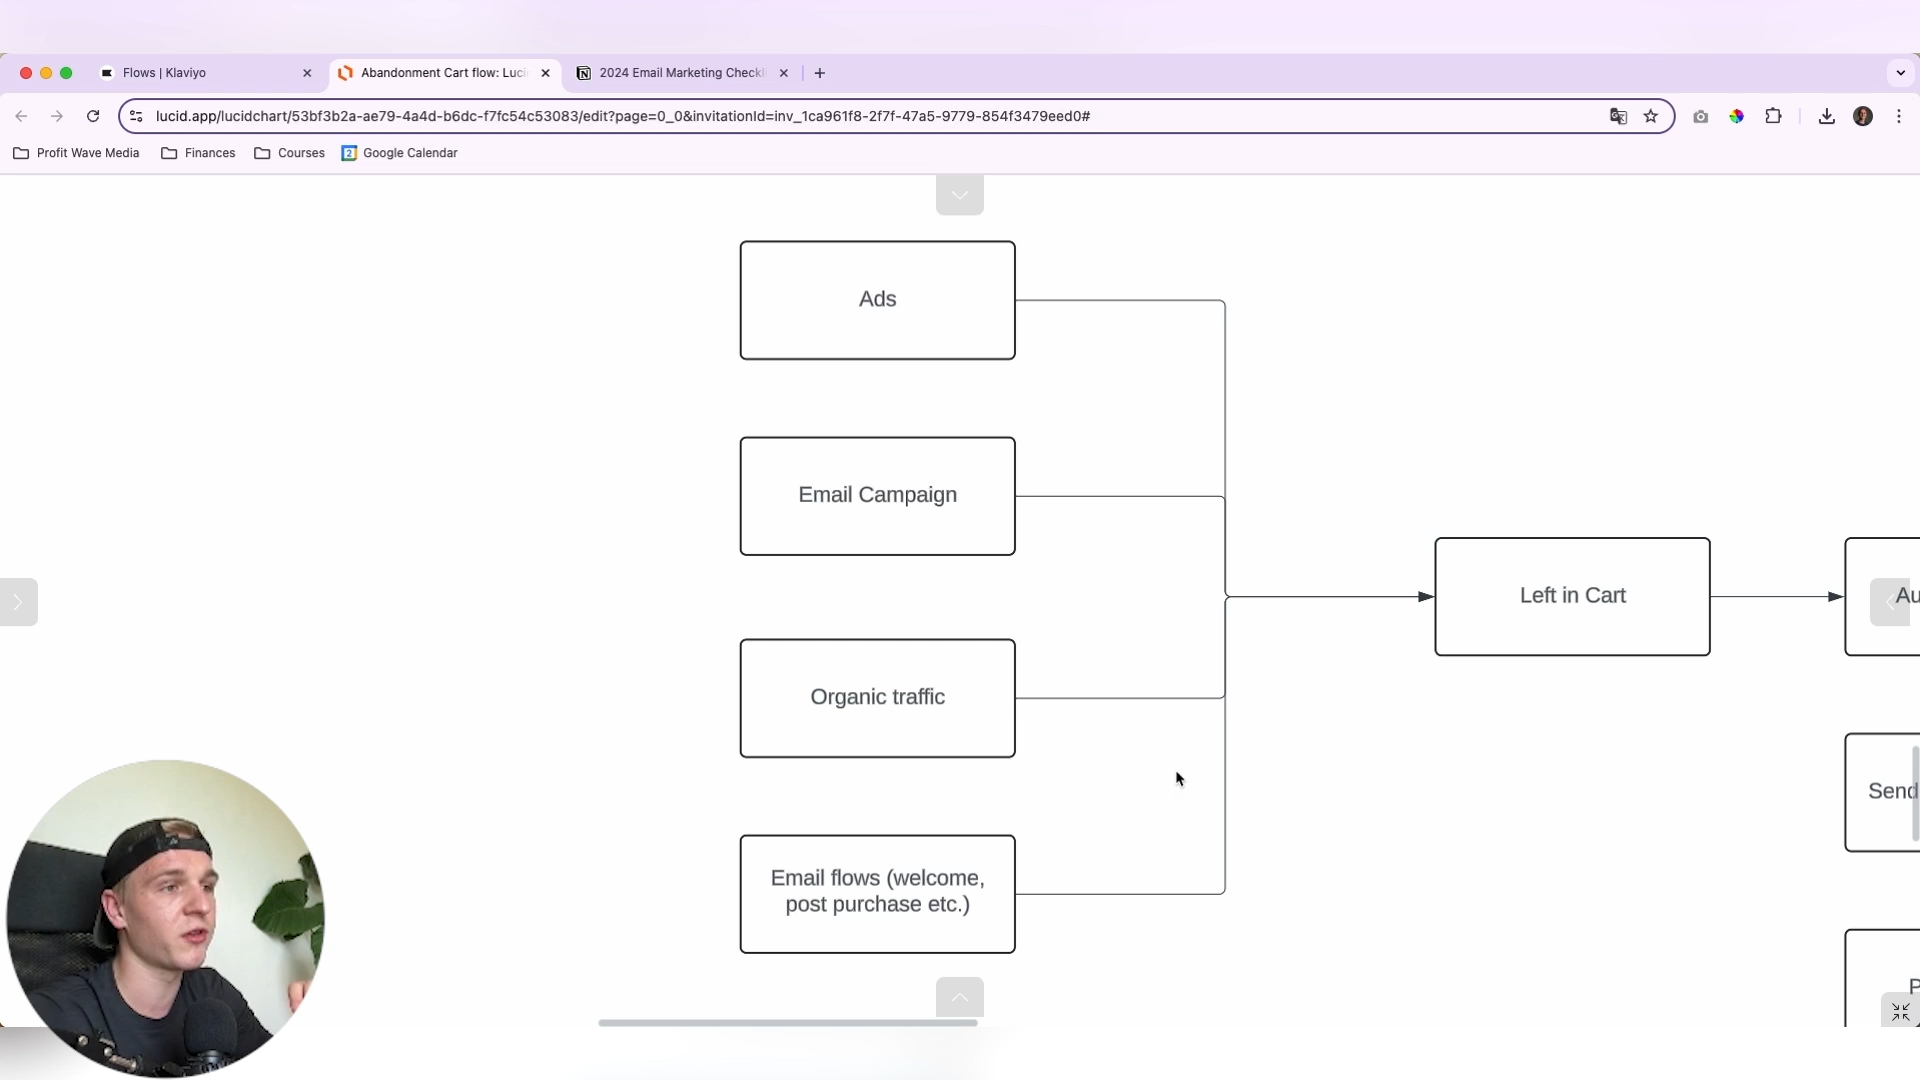 Flows | Klaviyo
Abandonment Cart flow: Luci
2024 Email Marketing Checkl
lucid.app/lucidchart/53bf3b2a-ae79-4a4d-b6dc-f7fc54c53083/edit?page=0_0&invitationId=inv_1ca961f8-2f7f-47a5-9779-854f3479eed0#
Profit Wave Media
Finances
Courses
2
Google Calendar
Ads
Email Campaign
Left in Cart
Au
Organic traffic
Send
Email flows (welcome,
post purchase etc.)
P